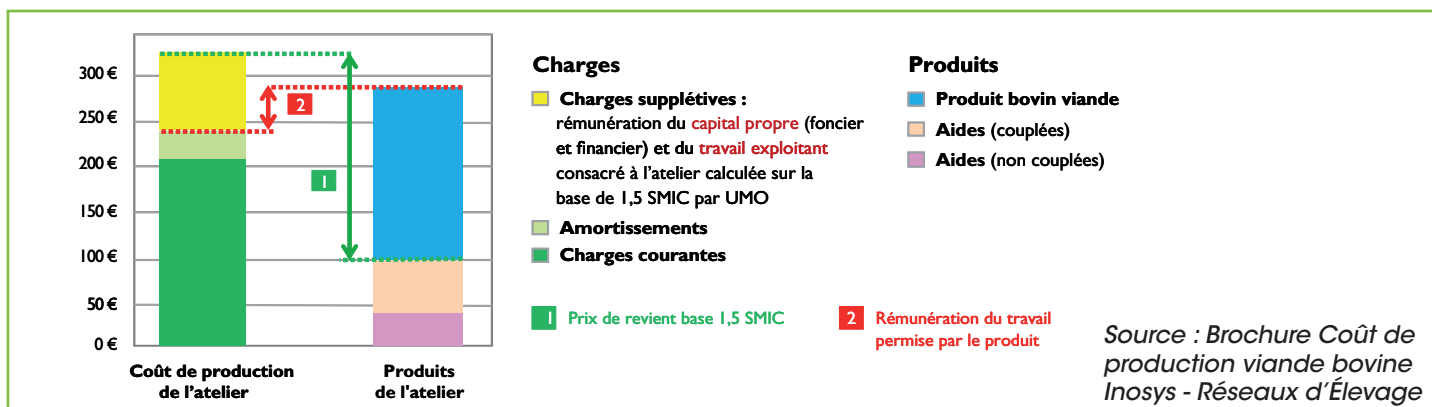 300 €
250 €
200 €
150 €
100 €
50 €
0 €
2
1
Coût de production
de l’atelier
Produits
de l'atelier
Charges
Charges supplétives :
rémunération du capital propre (foncier
et financier) et du travail exploitant
consacré à l’atelier calculée sur la
base de 1,5 SMIC par UMO
Amortissements
Charges courantes
Produits
Produit bovin viande
Aides (couplées)
Aides (non couplées)
1 Prix de revient base 1,5 SMIC
2 Rémunération du travail
permise par le produit
Source : Brochure Coût de
production viande bovine
Inosys - Réseaux d’Élevage